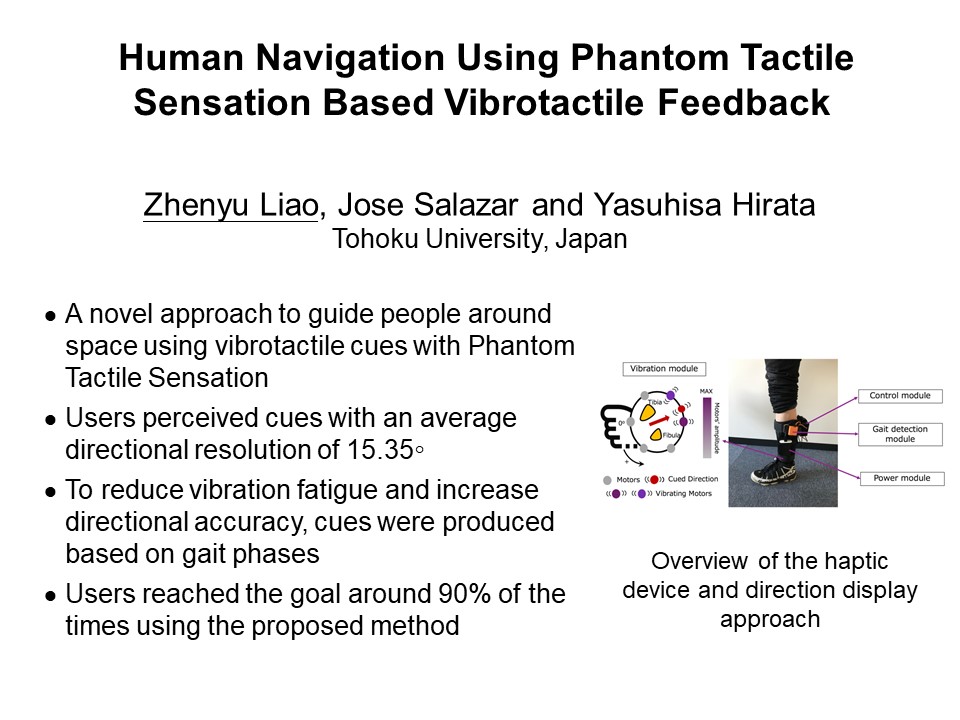 Human Navigation Using Phantom Tactile
Sensation Based Vibrotactile Feedback
Zhenyu Liao, Jose Salazar and Yasuhisa Hirata
Tohoku University, Japan
● A novel approach to guide people around
space using vibrotactile cues with Phantom
Tactile Sensation
● Users perceived cues with an average
directional resolution of 15.35◦
● To reduce vibration fatigue and increase
directional accuracy, cues were produced
based on gait phases
● Users reached the goal around 90% of the
times using the proposed method
Vibration module
Tibia
Fibula
0°
+
MAX
Motors' amplitude
Motors
Cued Direction
Vibrating Motors
Control module
Gait detection
module
Power module
Overview of the haptic
device and direction display
approach